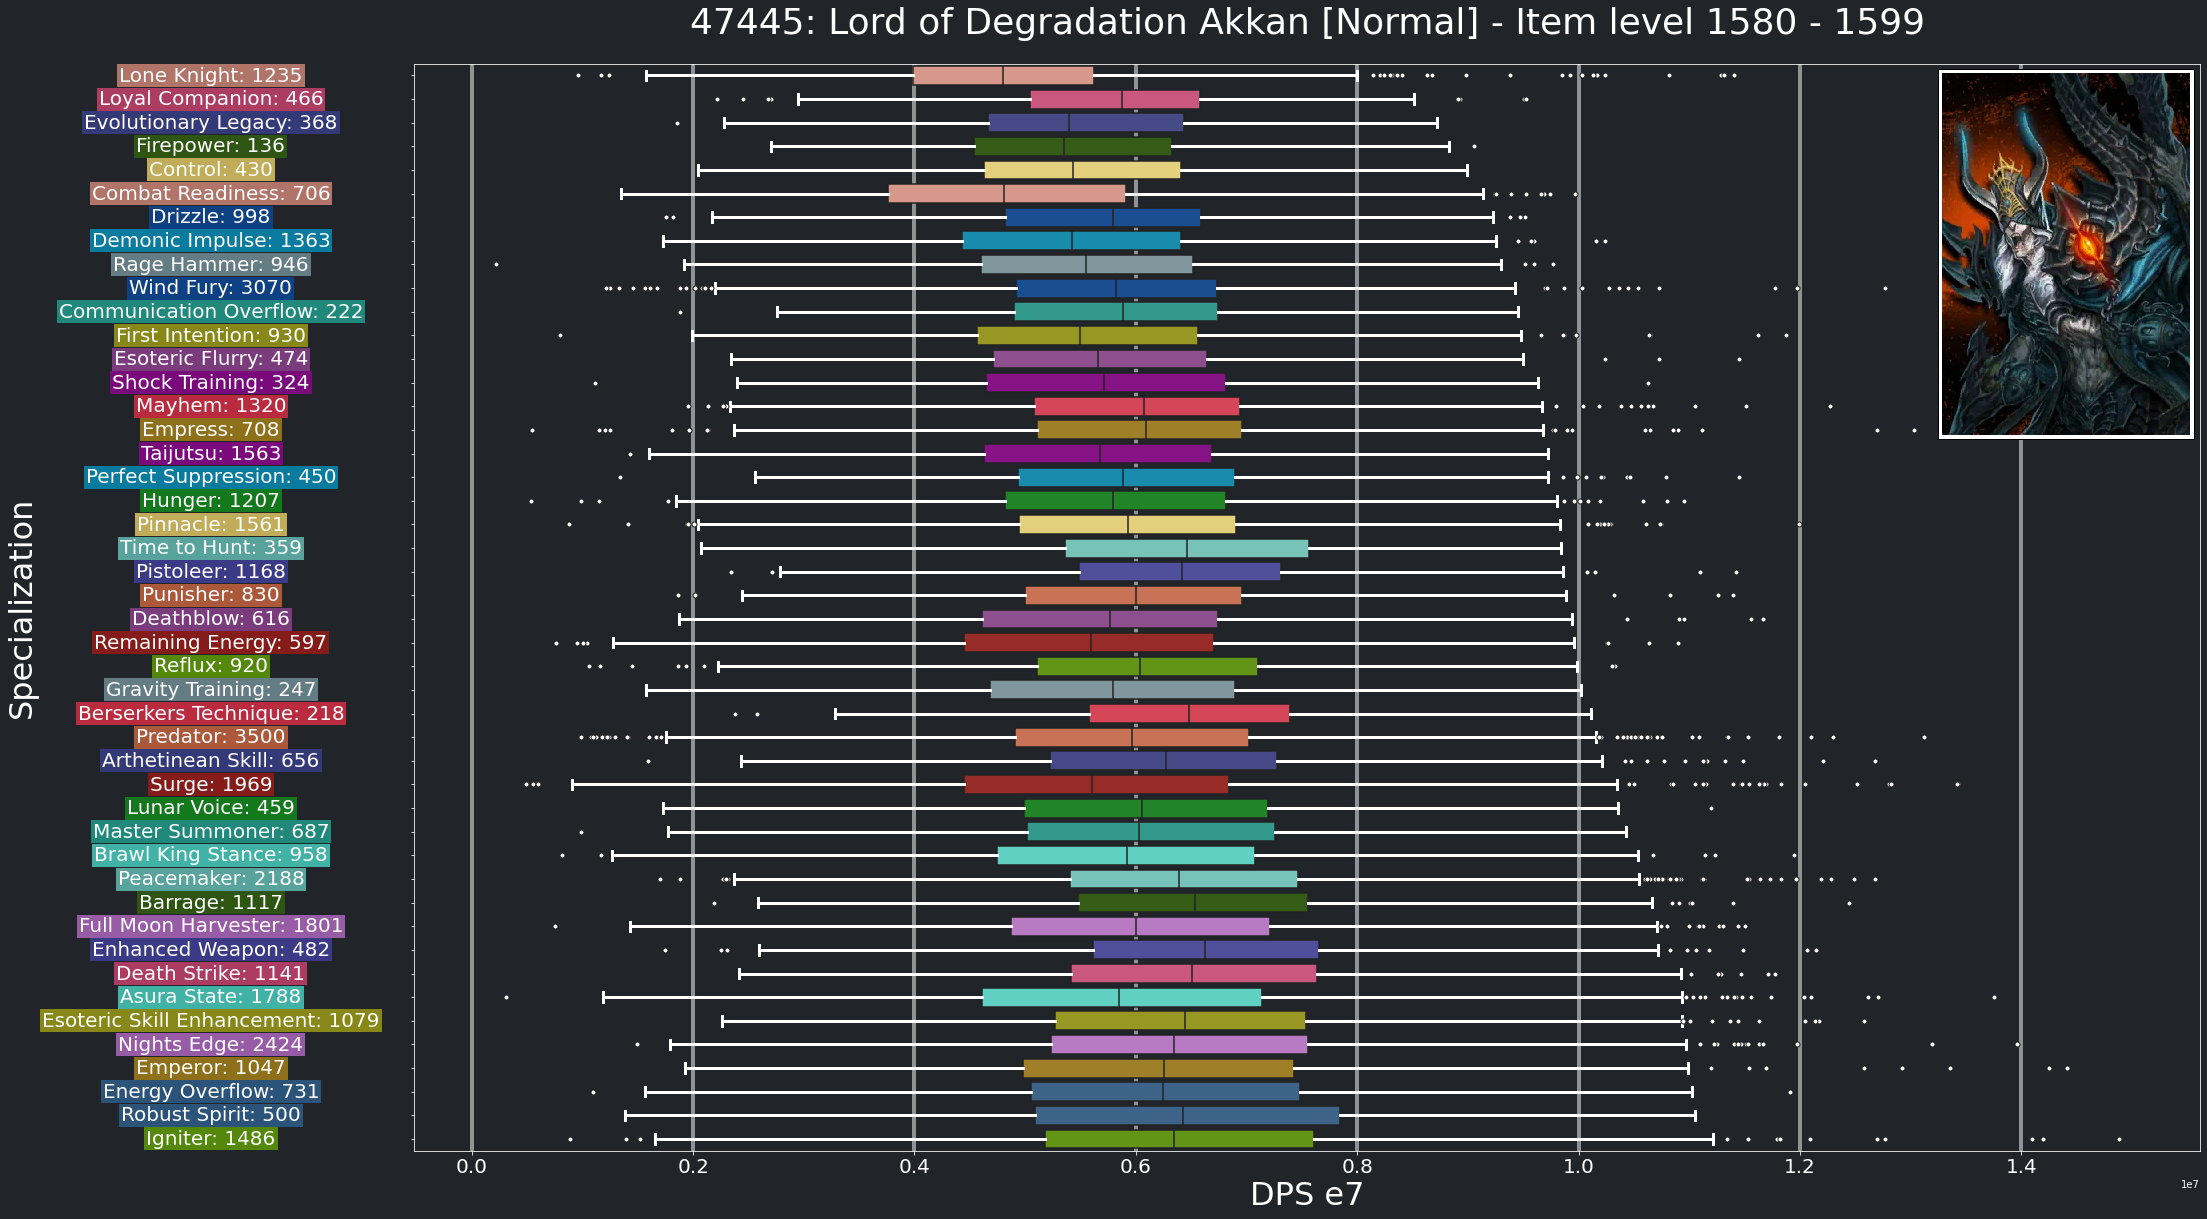 47445: Lord of Degradation Akkan [Normal] - Item level 1580 - 1599
Specialization
Lone Knight: 1235
Loyal Companion: 466
Evolutionary Legacy: 368
Firepower: 136
Control: 430
Combat Readiness: 706
Drizzle: 998
Demonic Impulse: 1363
Rage Hammer: 946
Wind Fury: 3070
Communication Overflow: 222
First Intention: 930
Esoteric Flurry: 474
Shock Training: 324
Mayhem: 1320
Empress: 708
Taijutsu: 1563
Perfect Suppression: 450
Hunger: 1207
Pinnacle: 1561
Time to Hunt: 359
Pistoleer: 1168
Punisher: 830
Deathblow: 616
Remaining Energy: 597
Reflux: 920
Gravity Training: 247
Berserkers Technique: 218
Predator: 3500
Arthetinean Skill: 656
Surge: 1969
Lunar Voice: 459
Master Summoner: 687
Brawl King Stance: 958
Peacemaker: 2188
Barrage: 1117
Full Moon Harvester: 1801
Enhanced Weapon: 482
Death Strike: 1141
Asura State: 1788
Esoteric Skill Enhancement: 1079
Nights Edge: 2424
Emperor: 1047
Energy Overflow: 731
Robust Spirit: 500
Igniter: 1486
0.0 0.2 0.4 0.6 0.8 1.0 1.2 1.4
1e7
DPS e7